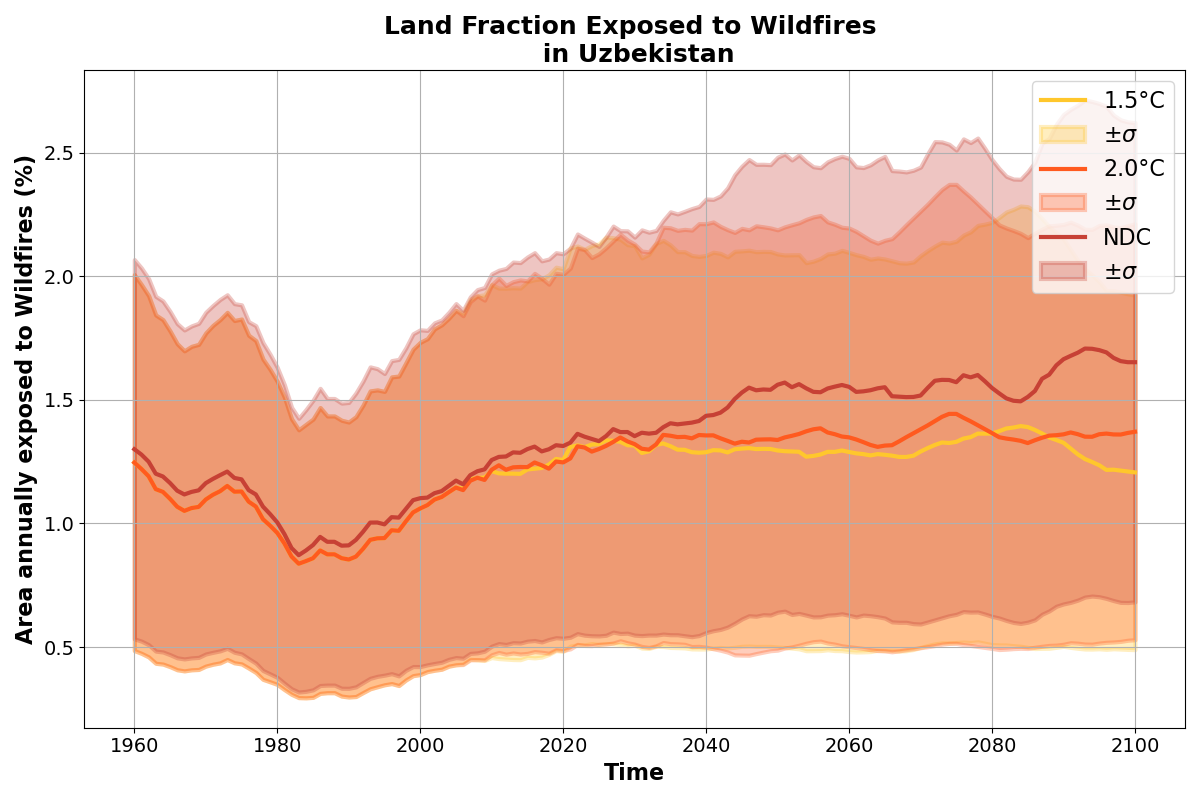 Land Fraction Exposed to Wildfires
in Uzbekistan
Area annually exposed to Wildfires (%)
2.5
2.0
1.5
1.0
0.5
1.5°C
±σ
2.0°C
±σ
NDC
±σ
1960 1980 2000 2020 2040 2060 2080 2100
Time